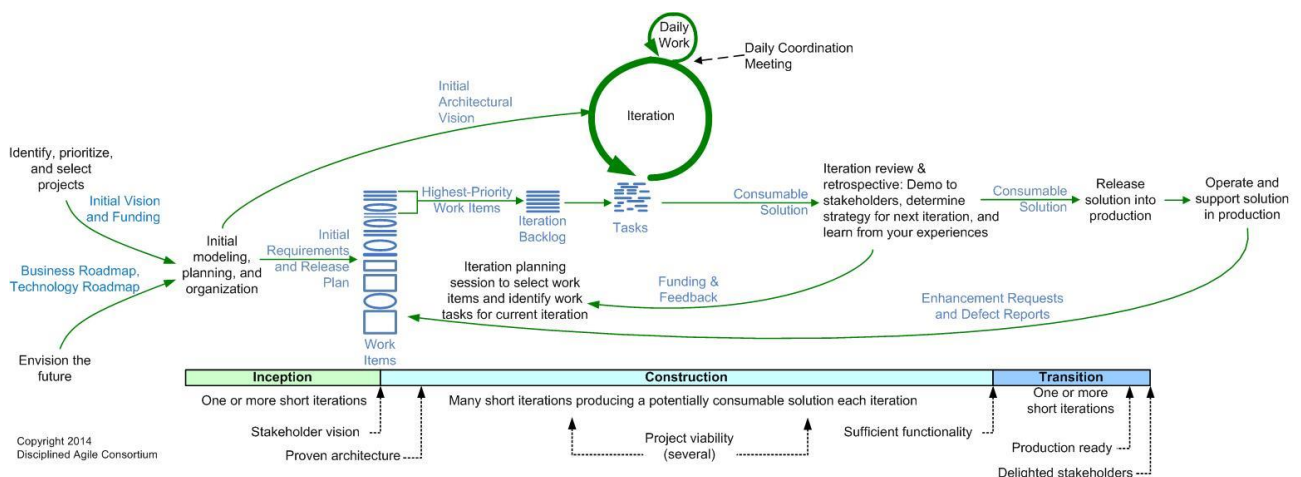 Daily
Work
Daily Coordination
Meeting
Initial
Architectural
Vision
Iteration
Identify, prioritize,
and select
projects
Initial Vision
and Funding
Highest-Priority
Work Items
Iteration
Backlog
Tasks
Consumable
Solution
Iteration review &
retrospective: Demo to
stakeholders, determine
strategy for next iteration, and
learn from your experiences
Consumable
Solution
Release
solution into
production
Operate and
support solution
in production
Initial
modeling,
planning, and
organization
Initial
Requirements
and Release
Plan
Business Roadmap,
Technology Roadmap
Iteration planning
session to select work
items and identify work
tasks for current iteration
Funding &
Feedback
Enhancement Requests
and Defect Reports
Envision the
future
Work
Items
Inception
Construction
Transition
One or more short iterations
Many short iterations producing a potentially consumable solution each iteration
One or more
short iterations
Stakeholder vision
Proven architecture
Project viability
(several)
Sufficient functionality
Production ready
Delighted stakeholders
Copyright 2014
Disciplined Agile Consortium